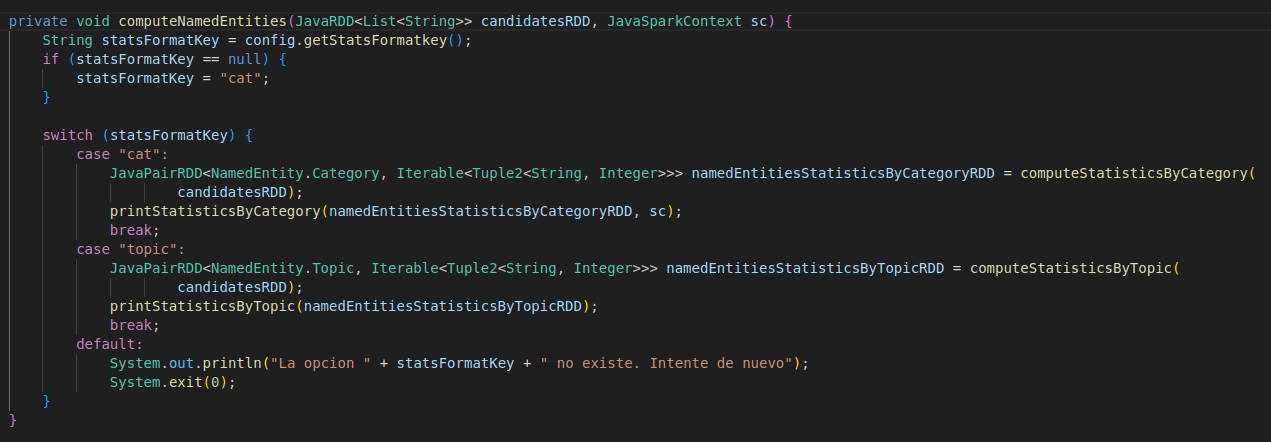 private void computeNamedEntities(JavaRDD<List<String>> candidatesRDD, JavaSparkContext sc) {
    String statsFormatKey = config.getStatsFormatkey();
    if (statsFormatKey == null) {
        statsFormatKey = "cat";
    }

    switch (statsFormatKey) {
        case "cat":
            JavaPairRDD<NamedEntity.Category, Iterable<Tuple2<String, Integer>>> namedEntitiesStatisticsByCategoryRDD = computeStatisticsByCategory(
                    candidatesRDD);
            printStatisticsByCategory(namedEntitiesStatisticsByCategoryRDD, sc);
            break;
        case "topic":
            JavaPairRDD<NamedEntity.Topic, Iterable<Tuple2<String, Integer>>> namedEntitiesStatisticsByTopicRDD = computeStatisticsByTopic(
                    candidatesRDD);
            printStatisticsByTopic(namedEntitiesStatisticsByTopicRDD);
            break;
        default:
            System.out.println("La opcion " + statsFormatKey + " no existe. Intente de nuevo");
            System.exit(0);
    }
}